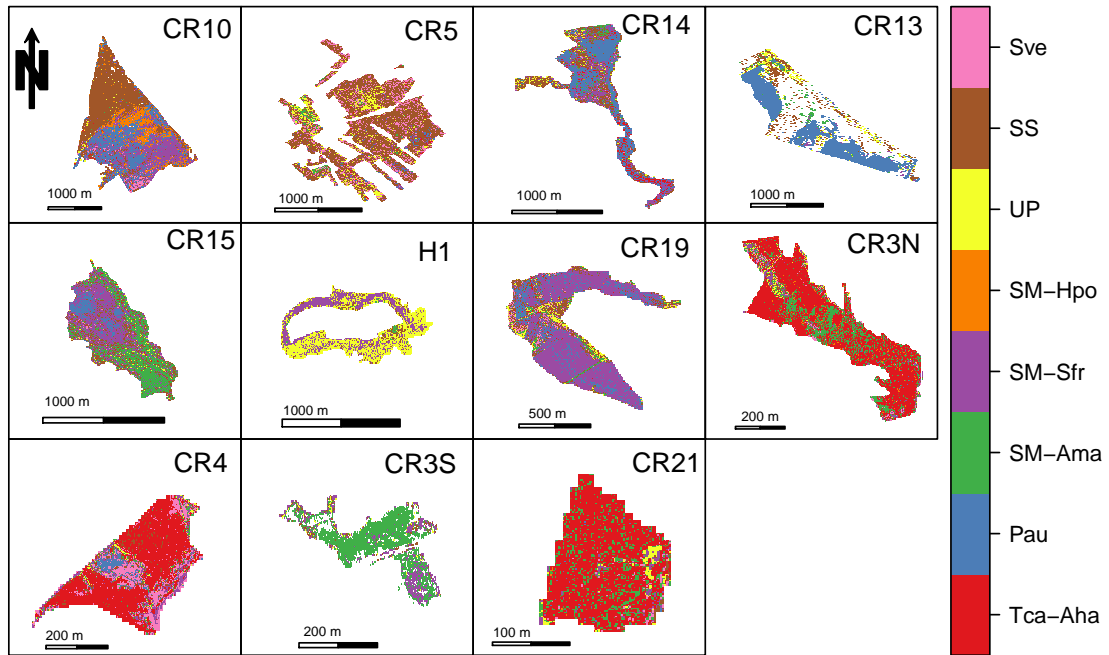 N
CR10
1000 m
CR5
1000 m
CR14
1000 m
CR13
1000 m
CR15
1000 m
H1
1000 m
CR19
500 m
CR3N
200 m
CR4
200 m
CR3S
200 m
CR21
100 m
Sve
SS
UP
SM−Hpo
SM−Sfr
SM−Ama
Pau
Tca−Aha